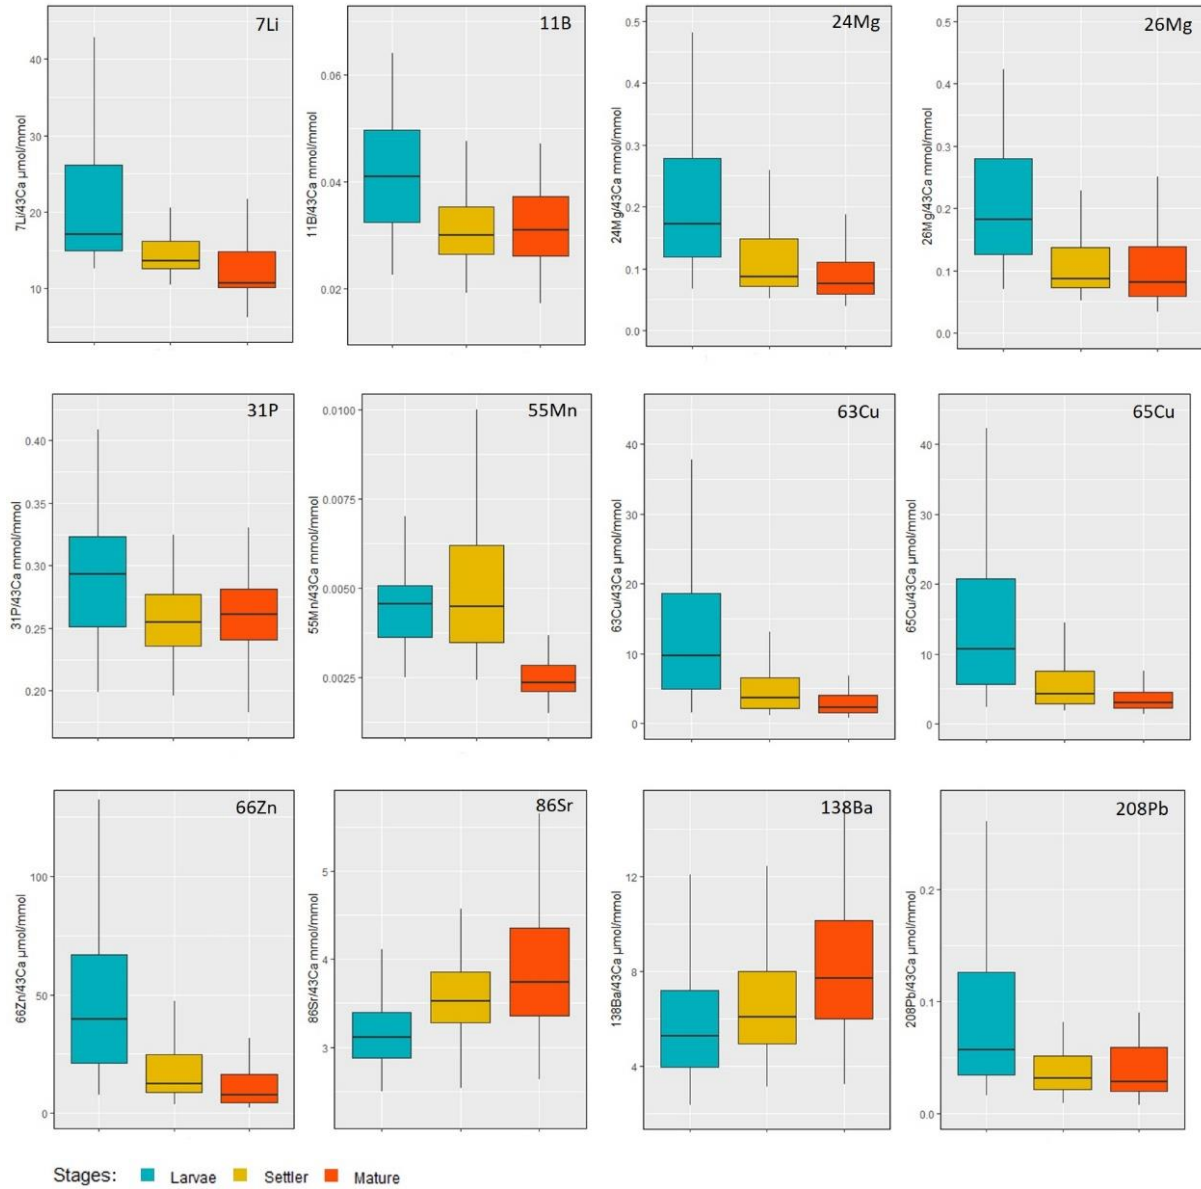 7Li
7Li/43Ca µmol/mmol
40
30
20
10
11B
11B/43Ca mmol/mmol
0.06
0.04
0.02
24Mg
24Mg/43Ca mmol/mmol
0.5
0.4
0.3
0.2
0.1
0.0
26Mg
26Mg/43Ca mmol/mmol
0.5
0.4
0.3
0.2
0.1
0.0
31P
31P/43Ca mmol/mmol
0.40
0.35
0.30
0.25
0.20
55Mn
55Mn/43Ca mmol/mmol
0.0100
0.0075
0.0050
0.0025
63Cu
63Cu/43Ca µmol/mmol
40
30
20
10
0
65Cu
65Cu/43Ca µmol/mmol
40
30
20
10
0
66Zn
66Zn/43Ca µmol/mmol
100
50
0
86Sr
86Sr/43Ca mmol/mmol
5
4
3
138Ba
138Ba/43Ca µmol/mmol
12
8
4
208Pb
208Pb/43Ca µmol/mmol
0.2
0.1
0.0
Stages: Larvae Settler Mature